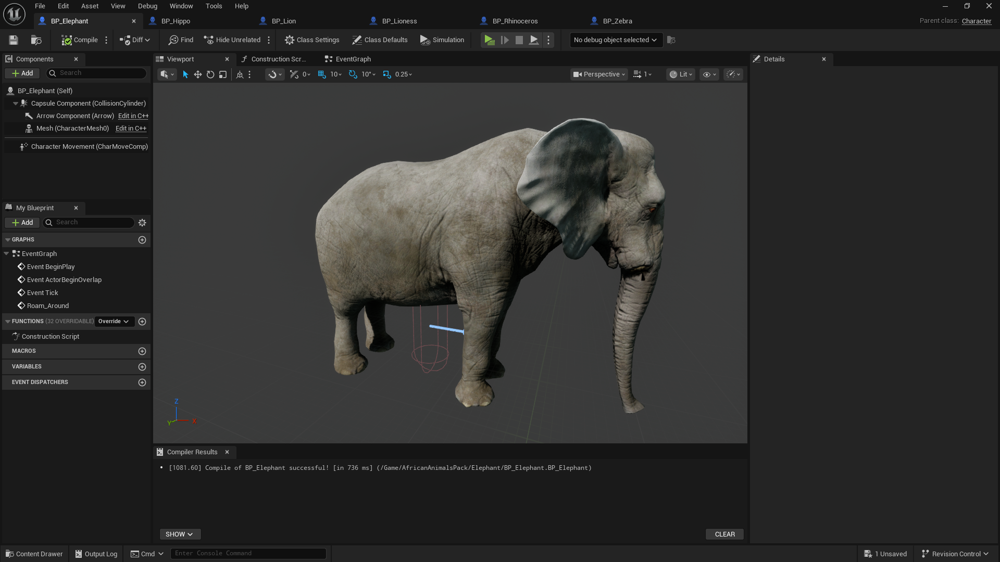 File Edit Asset View Debug Window Tools Help
BP_Elephant BP_Hippo BP_Lion BP_Lioness BP_Rhinoceros BP_Zebra Parent class: Character
Compile Diff Find Hide Unrelated Class Settings Class Defaults Simulation No debug object selected
Components Viewport Construction Scr... EventGraph Details
Add Search 0 10 10° 0.25 Perspective 1 Lit
BP_Elephant (Self)
Capsule Component (CollisionCylinder)
Arrow Component (Arrow) Edit in C++
Mesh (CharacterMesh0) Edit in C++
Character Movement (CharMoveComp)
My Blueprint
Add Search
GRAPHS
EventGraph
Event BeginPlay
Event ActorBeginOverlap
Event Tick
Roam_Around
FUNCTIONS (32 OVERRIDABLE) Override
Construction Script
MACROS
VARIABLES
EVENT DISPATCHERS
Z
Y X
Compiler Results
• [1081.60] Compile of BP_Elephant successful! [in 736 ms] (/Game/AfricanAnimalsPack/Elephant/BP_Elephant.BP_Elephant)
SHOW CLEAR
Content Drawer Output Log Cmd Enter Console Command 1 Unsaved Revision Control